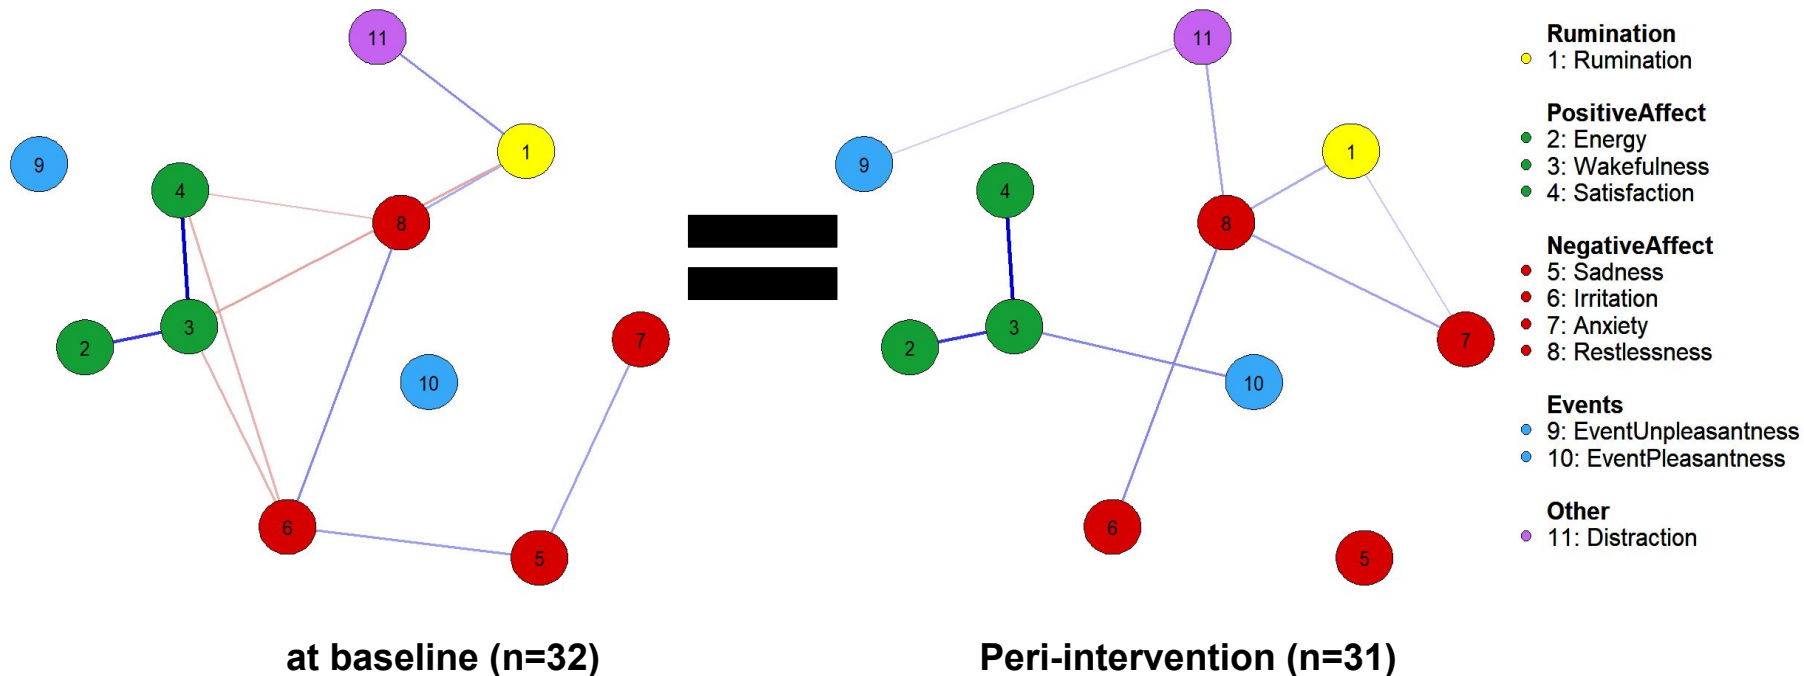 11
1
9
4
8
3
2
7
10
6
5
at baseline (n=32)
11
1
9
4
8
3
2
7
10
6
5
Peri-intervention (n=31)
Rumination
1: Rumination
PositiveAffect
2: Energy
3: Wakefulness
4: Satisfaction
NegativeAffect
5: Sadness
6: Irritation
7: Anxiety
8: Restlessness
Events
9: EventUnpleasantness
10: EventPleasantness
Other
11: Distraction